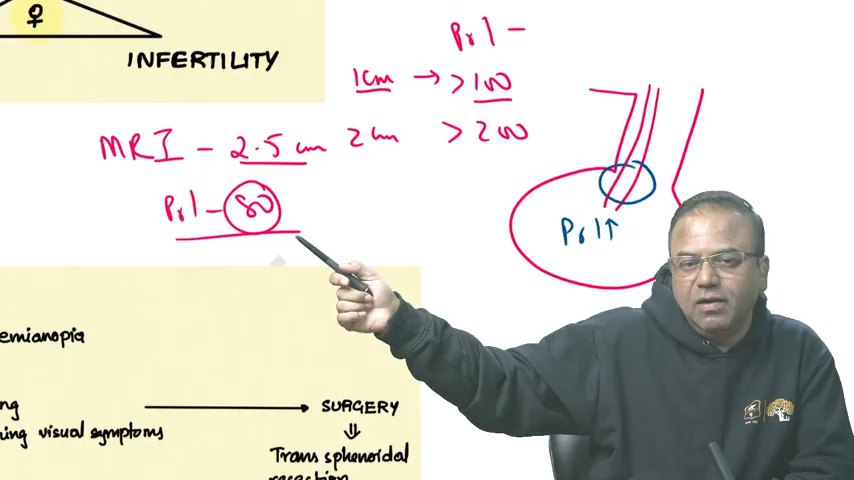 ♀
INFERTILITY
Prl -
1cm → >100
MRI - 2.5 cm 2cm >200
Prl - 80
Prl↑
emianopia
ng
SURGERY
ning visual symptoms
⇓
Trans sphenoidal
resection